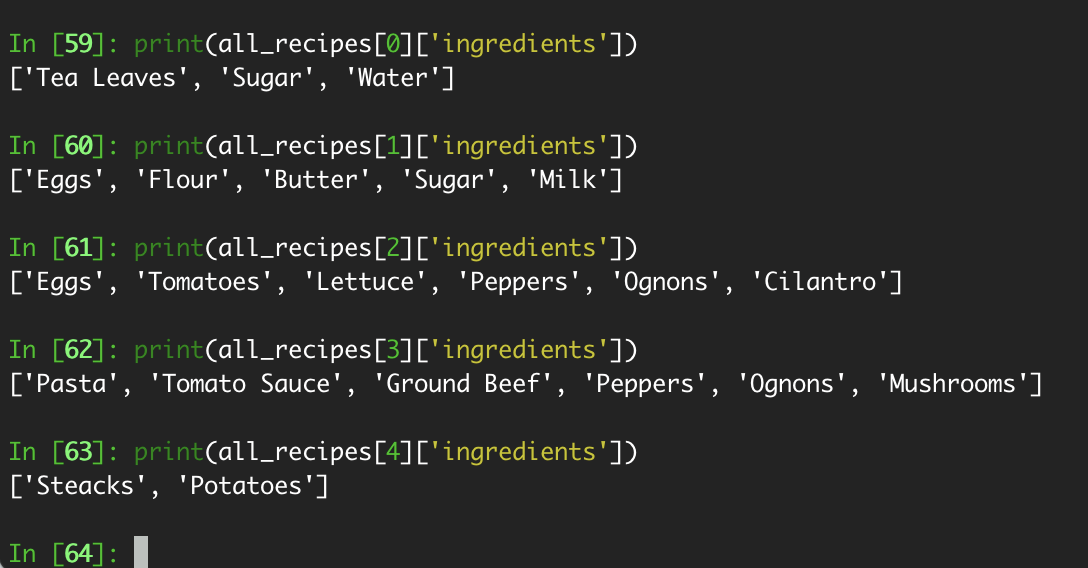 In [59]: print(all_recipes[0]['ingredients'])
['Tea Leaves', 'Sugar', 'Water']
In [60]: print(all_recipes[1]['ingredients'])
['Eggs', 'Flour', 'Butter', 'Sugar', 'Milk']
In [61]: print(all_recipes[2]['ingredients'])
['Eggs', 'Tomatoes', 'Lettuce', 'Peppers', 'Ognons', 'Cilantro']
In [62]: print(all_recipes[3]['ingredients'])
['Pasta', 'Tomato Sauce', 'Ground Beef', 'Peppers', 'Ognons', 'Mushrooms']
In [63]: print(all_recipes[4]['ingredients'])
['Steacks', 'Potatoes']
In [64]: